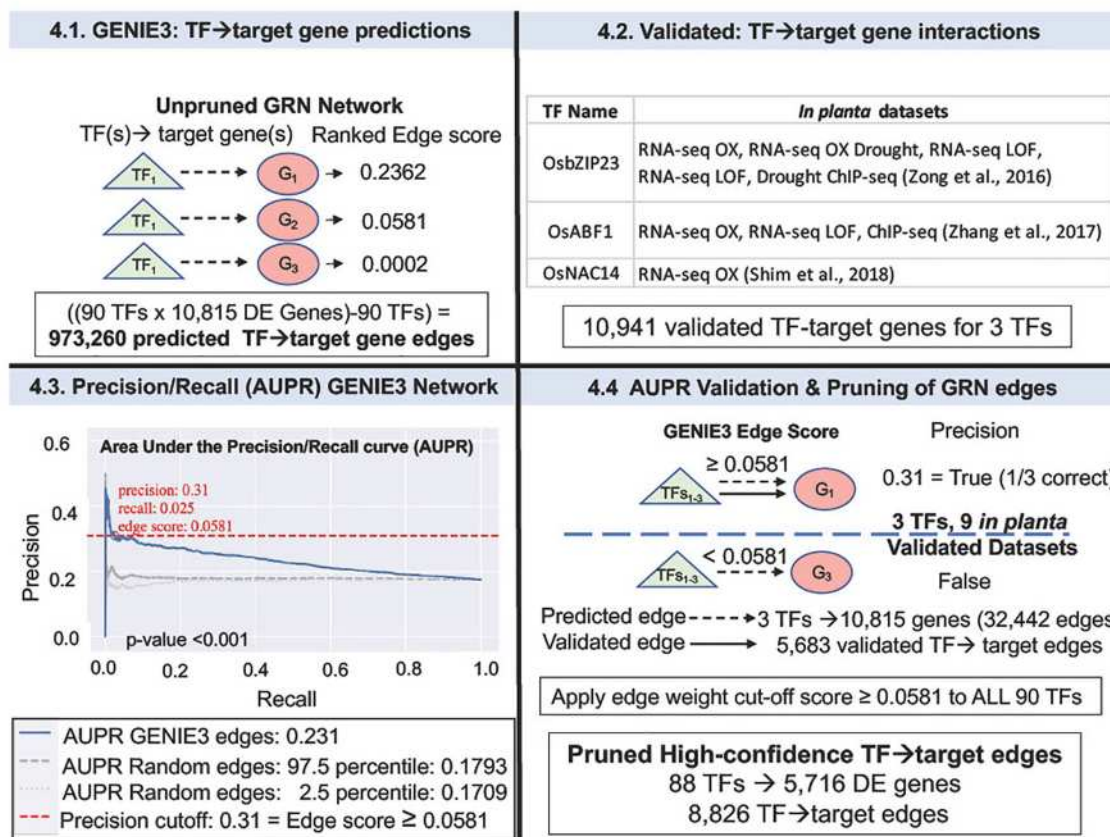 4.1. GENIE3: TF→target gene predictions
Unpruned GRN Network
TF(s)→ target gene(s) Ranked Edge score
TF1 G1 0.2362
TF1 G2 0.0581
TF1 G3 0.0002
((90 TFs x 10,815 DE Genes)-90 TFs) =
973,260 predicted TF→target gene edges
4.2. Validated: TF→target gene interactions
TF Name In planta datasets
OsbZIP23 RNA-seq OX, RNA-seq OX Drought, RNA-seq LOF,
RNA-seq LOF, Drought ChIP-seq (Zong et al., 2016)
OsABF1 RNA-seq OX, RNA-seq LOF, ChIP-seq (Zhang et al., 2017)
OsNAC14 RNA-seq OX (Shim et al., 2018)
10,941 validated TF-target genes for 3 TFs
4.3. Precision/Recall (AUPR) GENIE3 Network
Area Under the Precision/Recall curve (AUPR)
precision: 0.31
recall: 0.025
edge score: 0.0581
0.6
0.4
0.2
0.0
Precision
p-value <0.001
0.0 0.2 0.4 0.6 0.8 1.0
Recall
AUPR GENIE3 edges: 0.231
AUPR Random edges: 97.5 percentile: 0.1793
AUPR Random edges: 2.5 percentile: 0.1709
Precision cutoff: 0.31 = Edge score ≥ 0.0581
4.4 AUPR Validation & Pruning of GRN edges
GENIE3 Edge Score Precision
≥ 0.0581
TFs1-3 G1 0.31 = True (1/3 correct)
3 TFs, 9 in planta
Validated Datasets
< 0.0581
TFs1-3 G3 False
Predicted edge 3 TFs →10,815 genes (32,442 edges
Validated edge 5,683 validated TF→ target edges
Apply edge weight cut-off score ≥ 0.0581 to ALL 90 TFs
Pruned High-confidence TF→target edges
88 TFs → 5,716 DE genes
8,826 TF→target edges